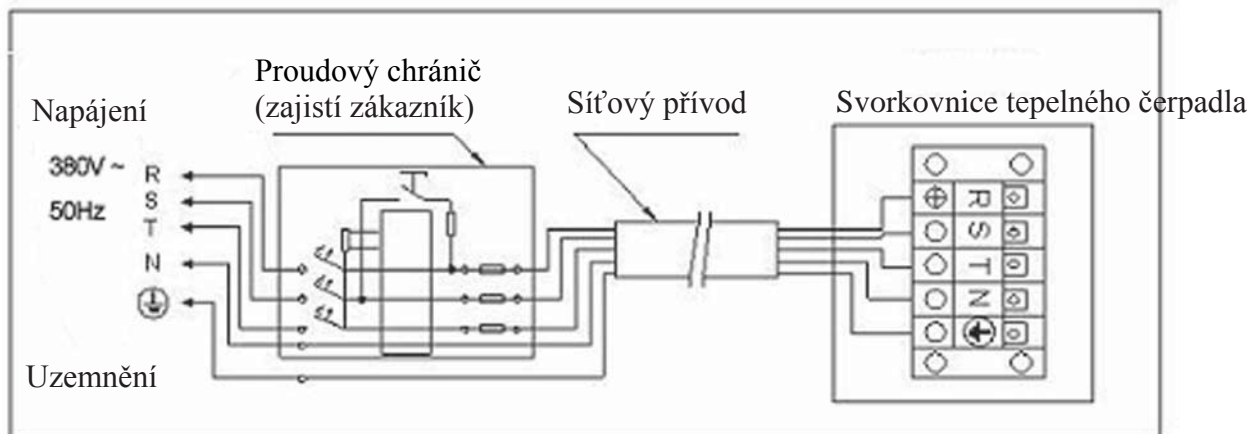 Proudový chránič
(zajistí zákazník)
Síťový přívod
Svorkovnice tepelného čerpadla
Napájení
380V ~
50Hz
R
S
T
N
Uzemnění
R
S
T
N